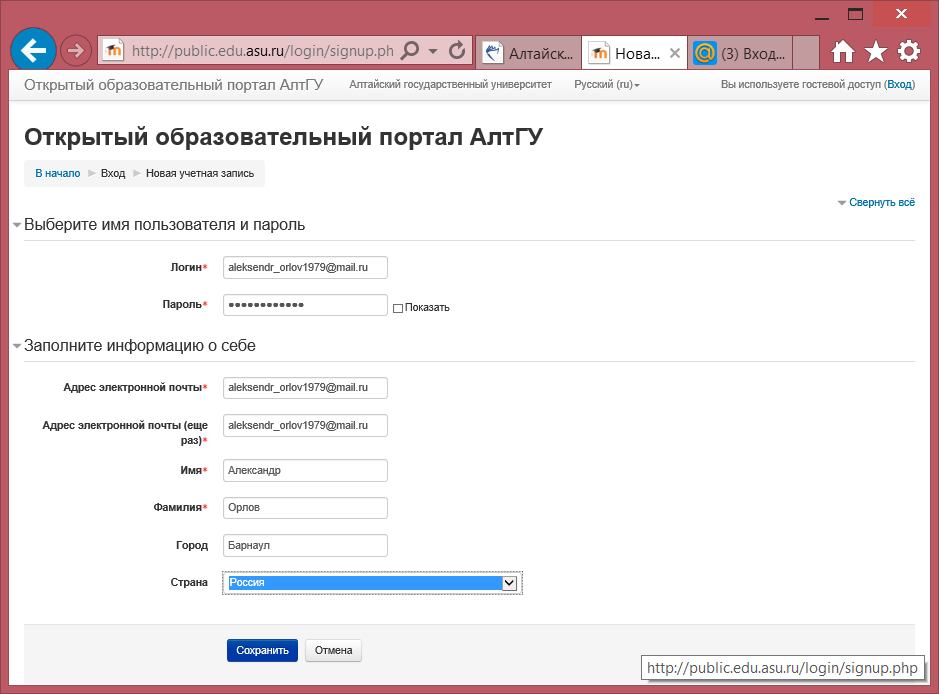 http://public.edu.asu.ru/login/signup.ph
Алтайск...
Нова...
(3) Вход...
Открытый образовательный портал АлтГУ
Алтайский государственный университет
Русский (ru)
Вы используете гостевой доступ (Вход)
Открытый образовательный портал АлтГУ
В начало
Вход
Новая учетная запись
Свернуть всё
Выберите имя пользователя и пароль
Логин*
aleksendr_orlov1979@mail.ru
Пароль*
••••••••••••
Показать
Заполните информацию о себе
Адрес электронной почты*
aleksendr_orlov1979@mail.ru
Адрес электронной почты (еще
раз)*
aleksendr_orlov1979@mail.ru
Имя*
Александр
Фамилия*
Орлов
Город
Барнаул
Страна
Россия
Сохранить
Отмена
http://public.edu.asu.ru/login/signup.php